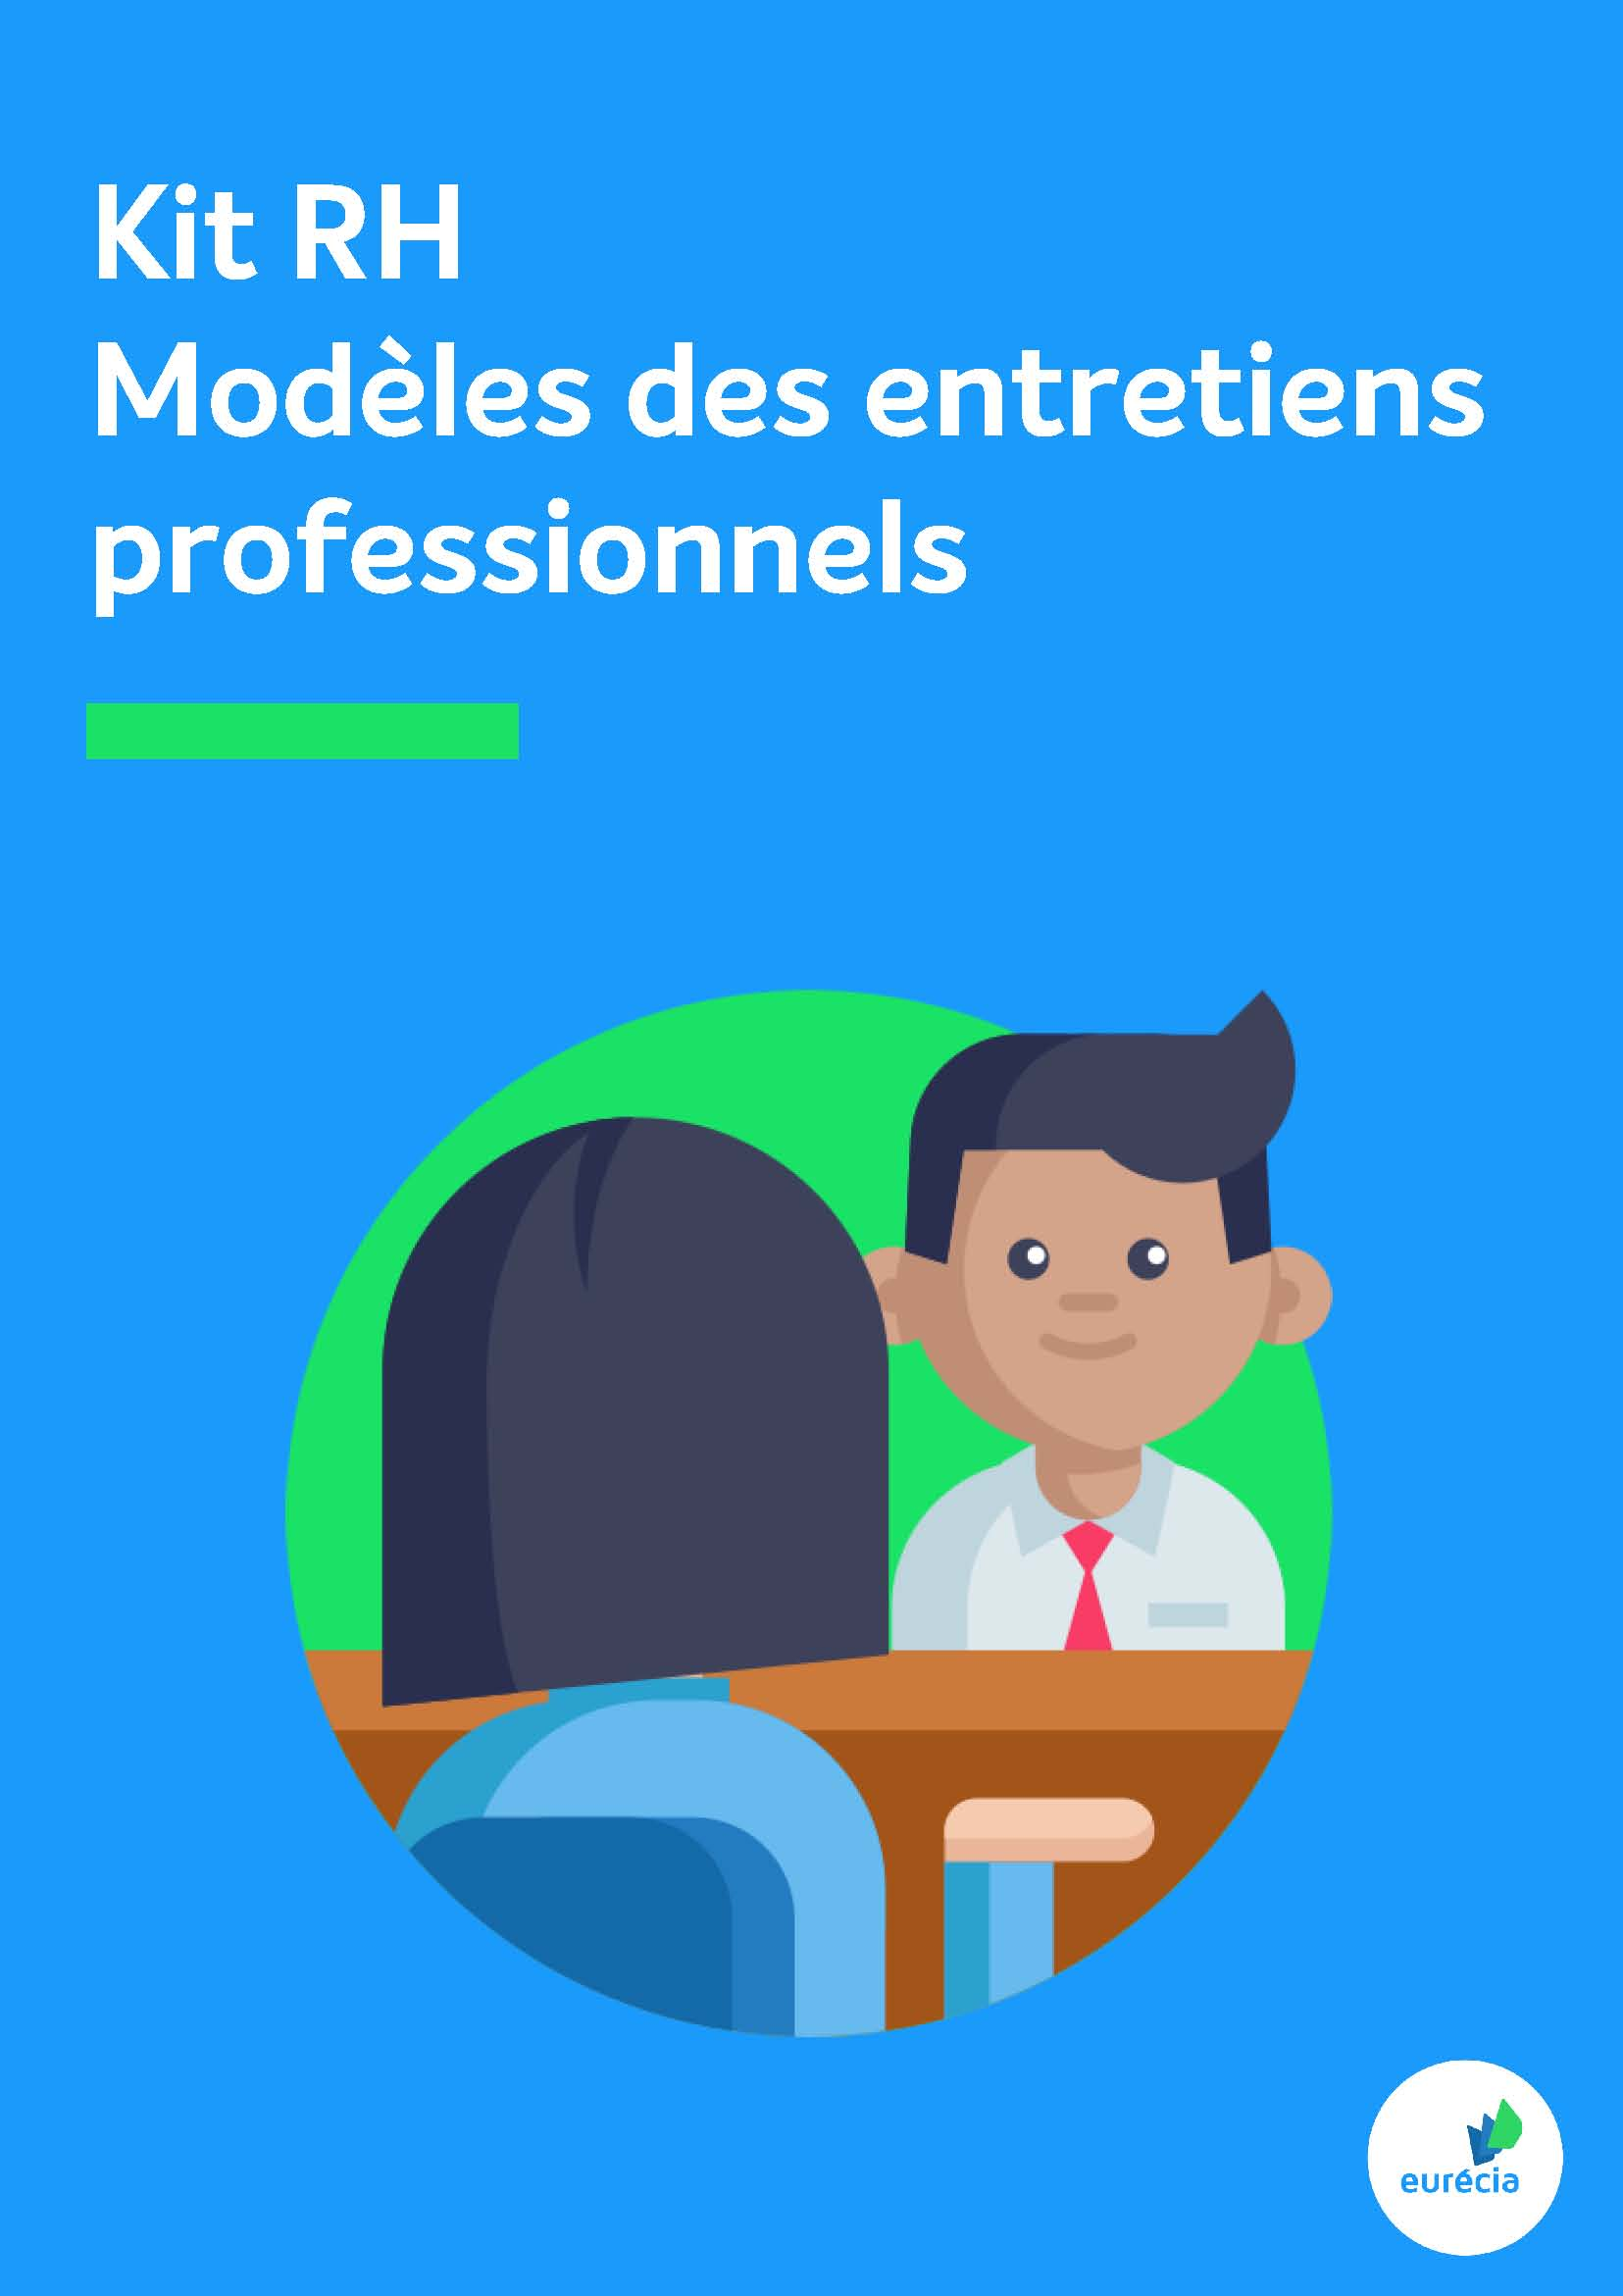 Kit RH
Modèles des entretiens
professionnels
eurécia